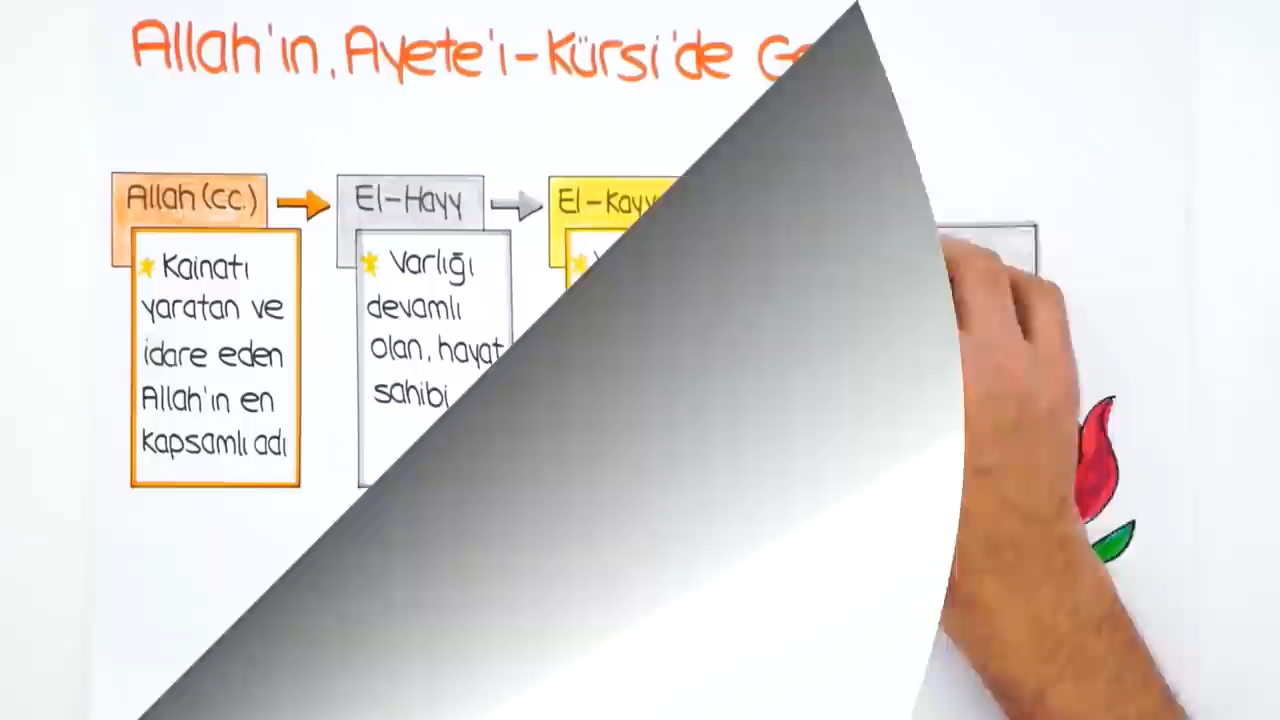 Allah'ın, Ayete'ı-Kürsi'de
Allah (cc.)
El-Hayy
Kainatı
yaratan ve
idare eden
Allah'ın en
kapsamlı adı
Varlığı
devamlı
olan, hayat
sahibi